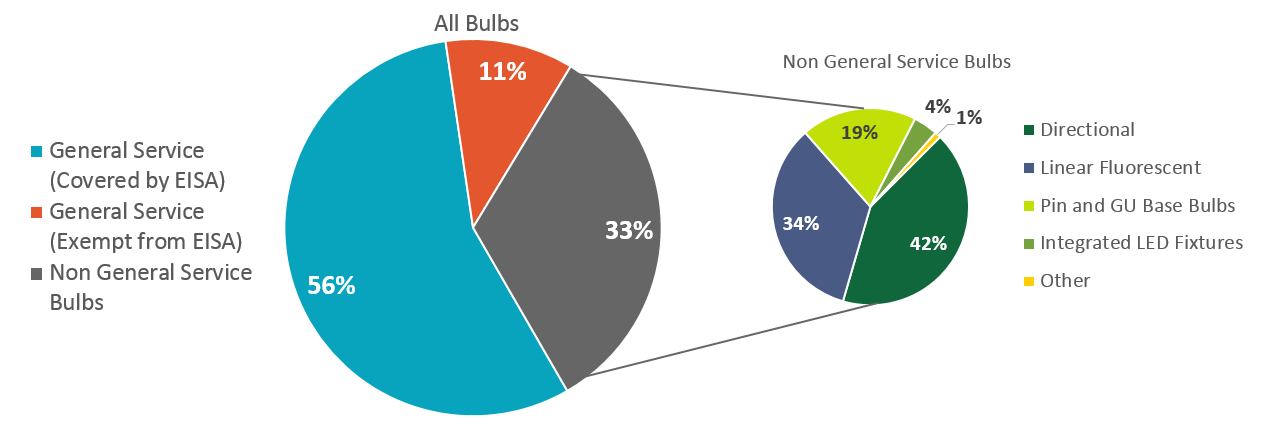 All Bulbs
11%
33%
56%
General Service
(Covered by EISA)
General Service
(Exempt from EISA)
Non General Service
Bulbs
Non General Service Bulbs
4%
1%
19%
34%
42%
Directional
Linear Fluorescent
Pin and GU Base Bulbs
Integrated LED Fixtures
Other